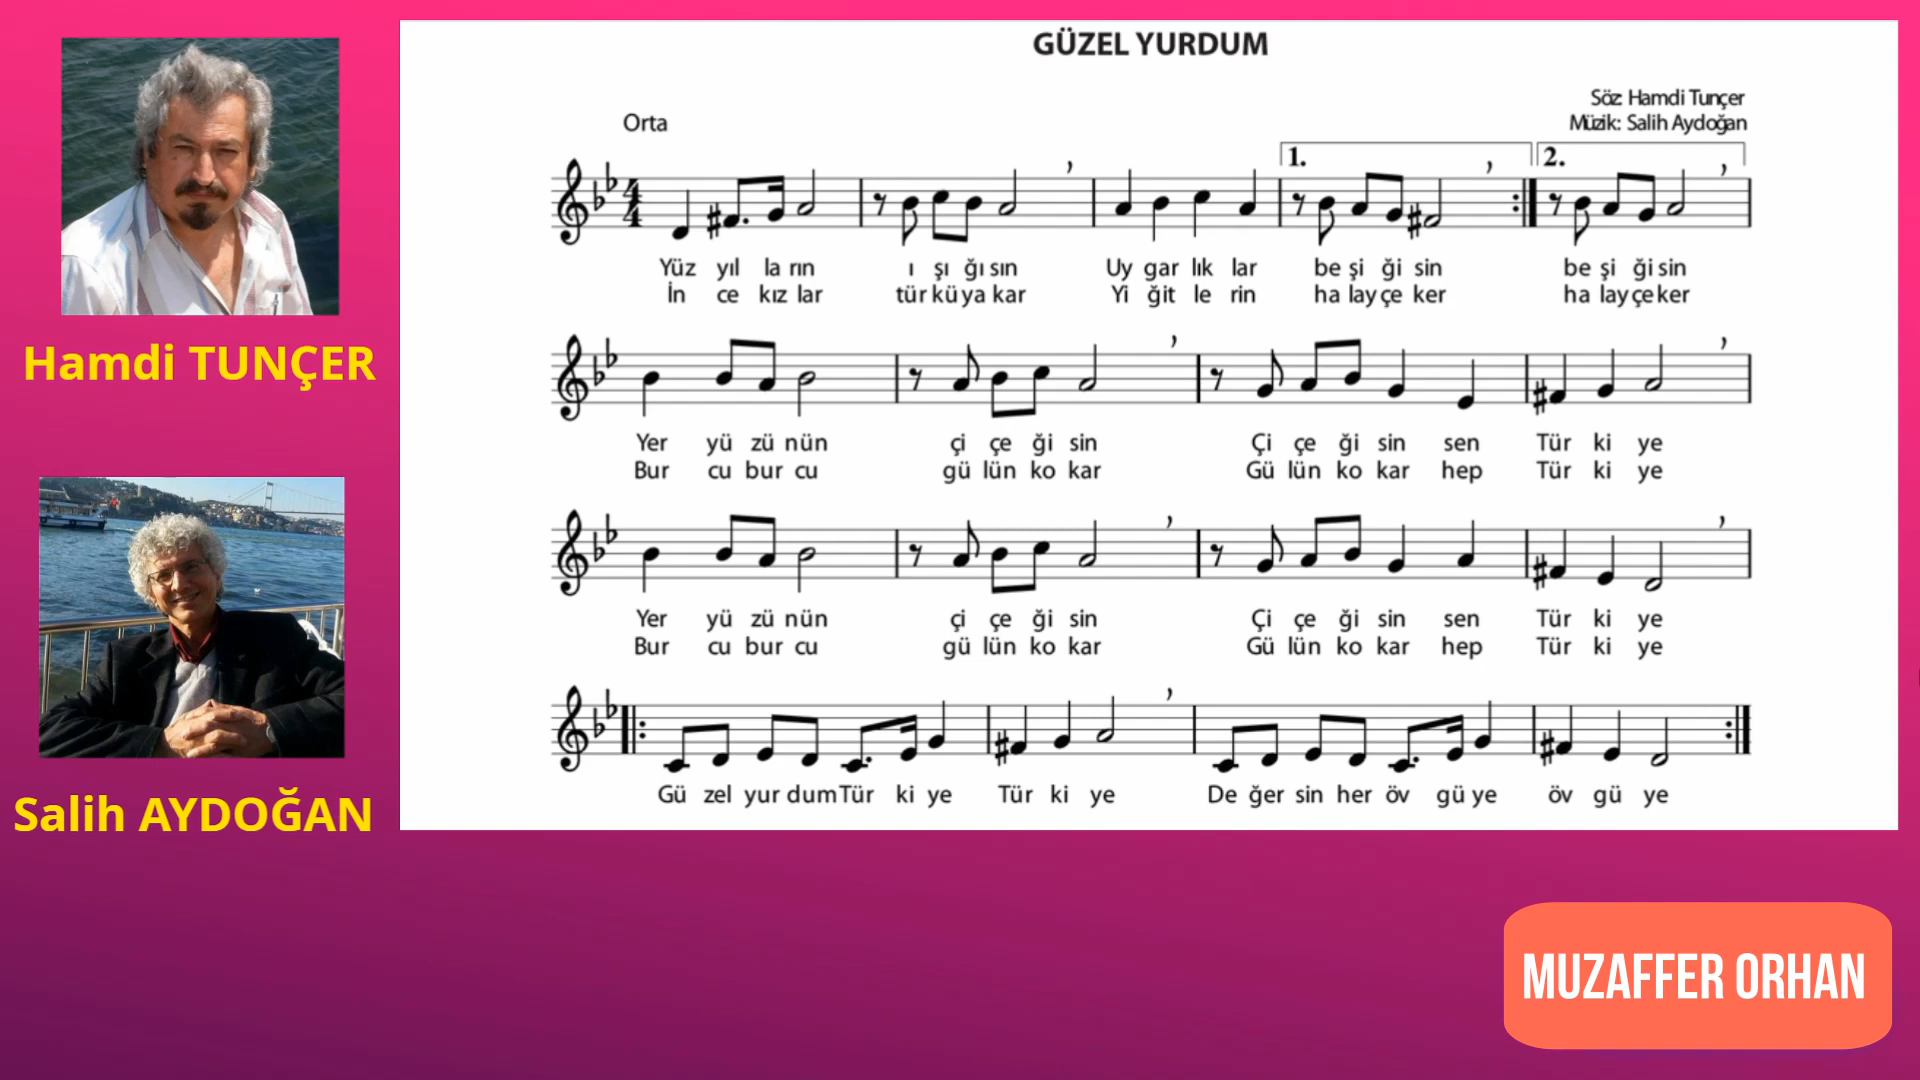 GÜZEL YURDUM
Söz: Hamdi Tunçer
Orta
Müzik: Salih Aydoğan
1.
2.
4
4
Yüz yıl la rın ı şı ğı sın Uy gar lık lar be şi ği sin be şi ği sin
İn ce kız lar tür kü ya kar Yi ğit le rin ha lay çe ker ha lay çe ker
Hamdi TUNÇER
Yer yü zü nün çi çe ği sin Çi çe ği sin sen Tür ki ye
Bur cu bur cu gü lün ko kar Gü lün ko kar hep Tür ki ye
Yer yü zü nün çi çe ği sin Çi çe ği sin sen Tür ki ye
Bur cu bur cu gü lün ko kar Gü lün ko kar hep Tür ki ye
Gü zel yur dum Tür ki ye Tür ki ye De ğer sin her öv gü ye öv gü ye
Salih AYDOĞAN
MUZAFFER ORHAN